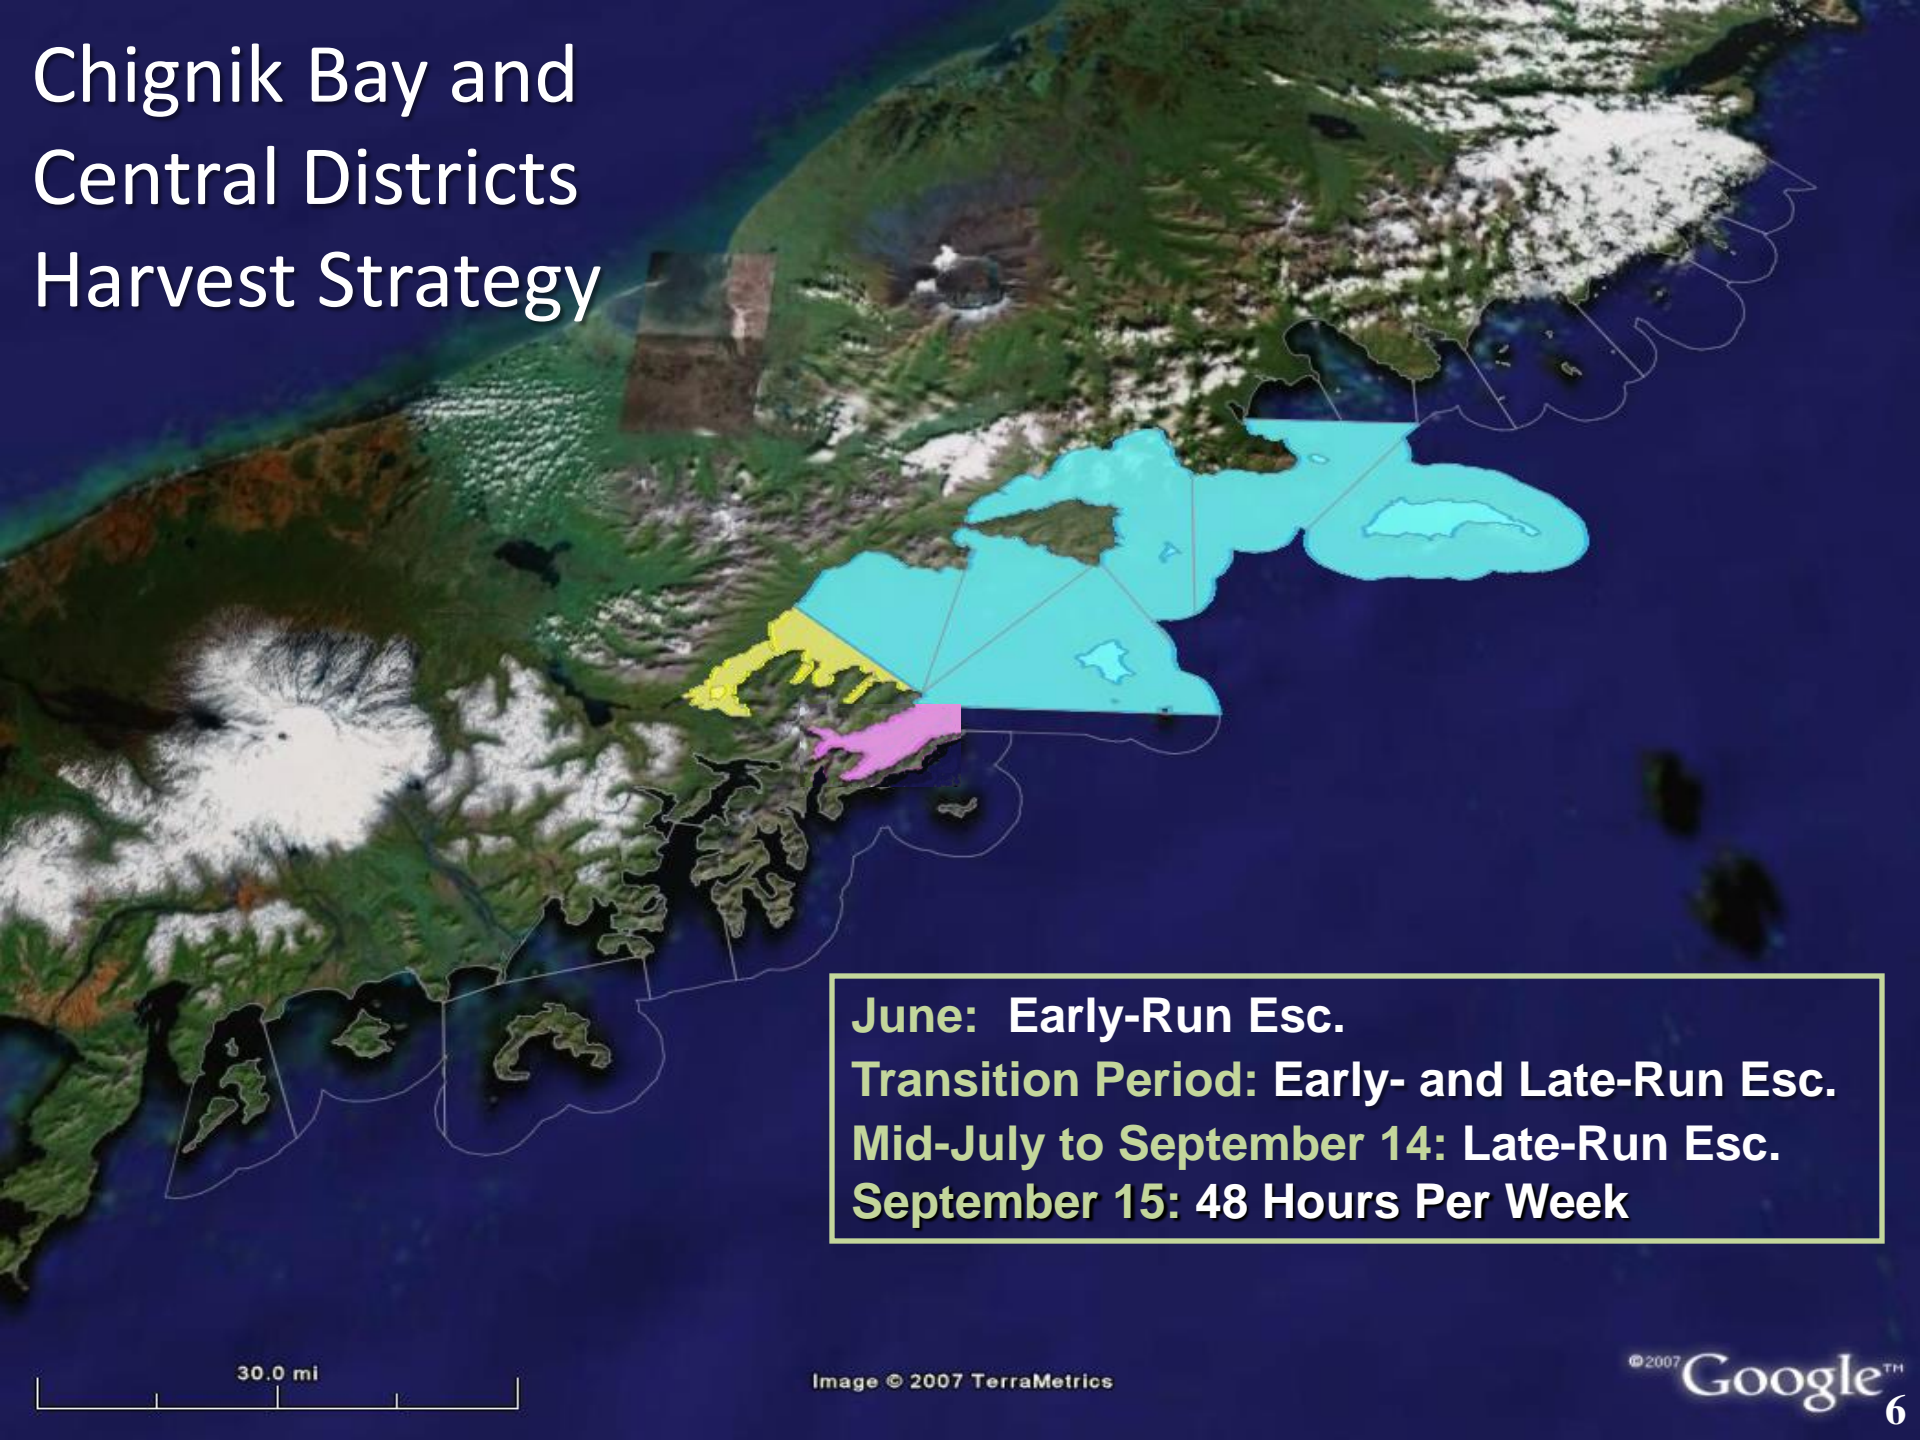 Chignik Bay and
Central Districts
Harvest Strategy
June: Early-Run Esc.
Transition Period: Early- and Late-Run Esc.
Mid-July to September 14: Late-Run Esc.
September 15: 48 Hours Per Week
30.0 mi
Image © 2007 TerraMetrics
©2007 Google™
6